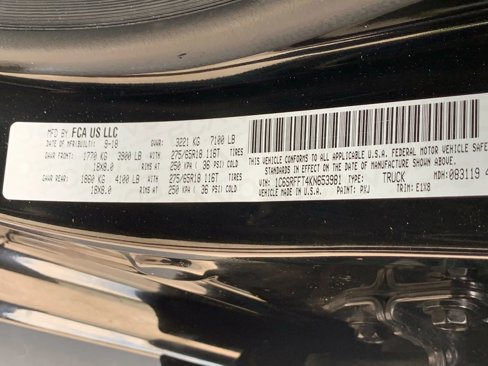 MFD BY: FCA US LLC
DATE OF MFR/BUILT: 9-18 GVWR: 3221 KG 7100 LB
GAWR FRONT: 1770 KG 3900 LB WITH 275/65R18 116T TIRES
18X8.0 RIMS AT 250 KPA ( 36 PSI) COLD
GAWR REAR: 1860 KG 4100 LB WITH 275/65R18 116T TIRES
18X8.0 RIMS AT 250 KPA ( 36 PSI) COLD
THIS VEHICLE CONFORMS TO ALL APPLICABLE U.S.A. FEDERAL MOTOR VEHICLE SAFETY
STANDARDS IN EFFECT ON THE DATE OF MANUFACTURE SHOWN ABOVE.
VIN: 1C6SRFFT4KN653981 TYPE: TRUCK MDH: 083119 4
MADE IN U.S.A. PAINT: PXJ TRIM: E1X8